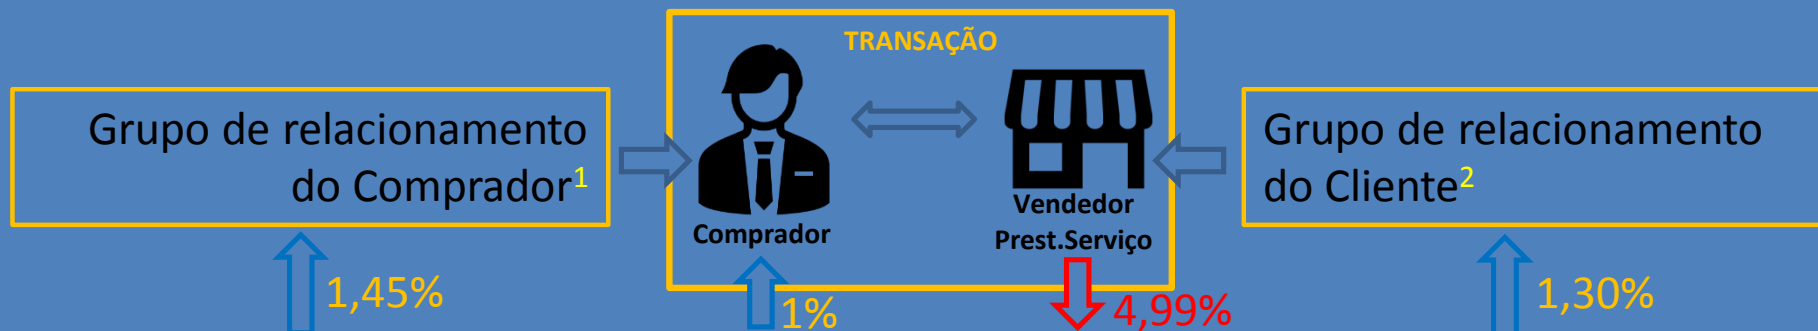 TRANSAÇÃO
Grupo de relacionamento
do Comprador¹
Comprador
Vendedor
Prest.Serviço
Grupo de relacionamento
do Cliente²
1,45%
1%
4,99%
1,30%